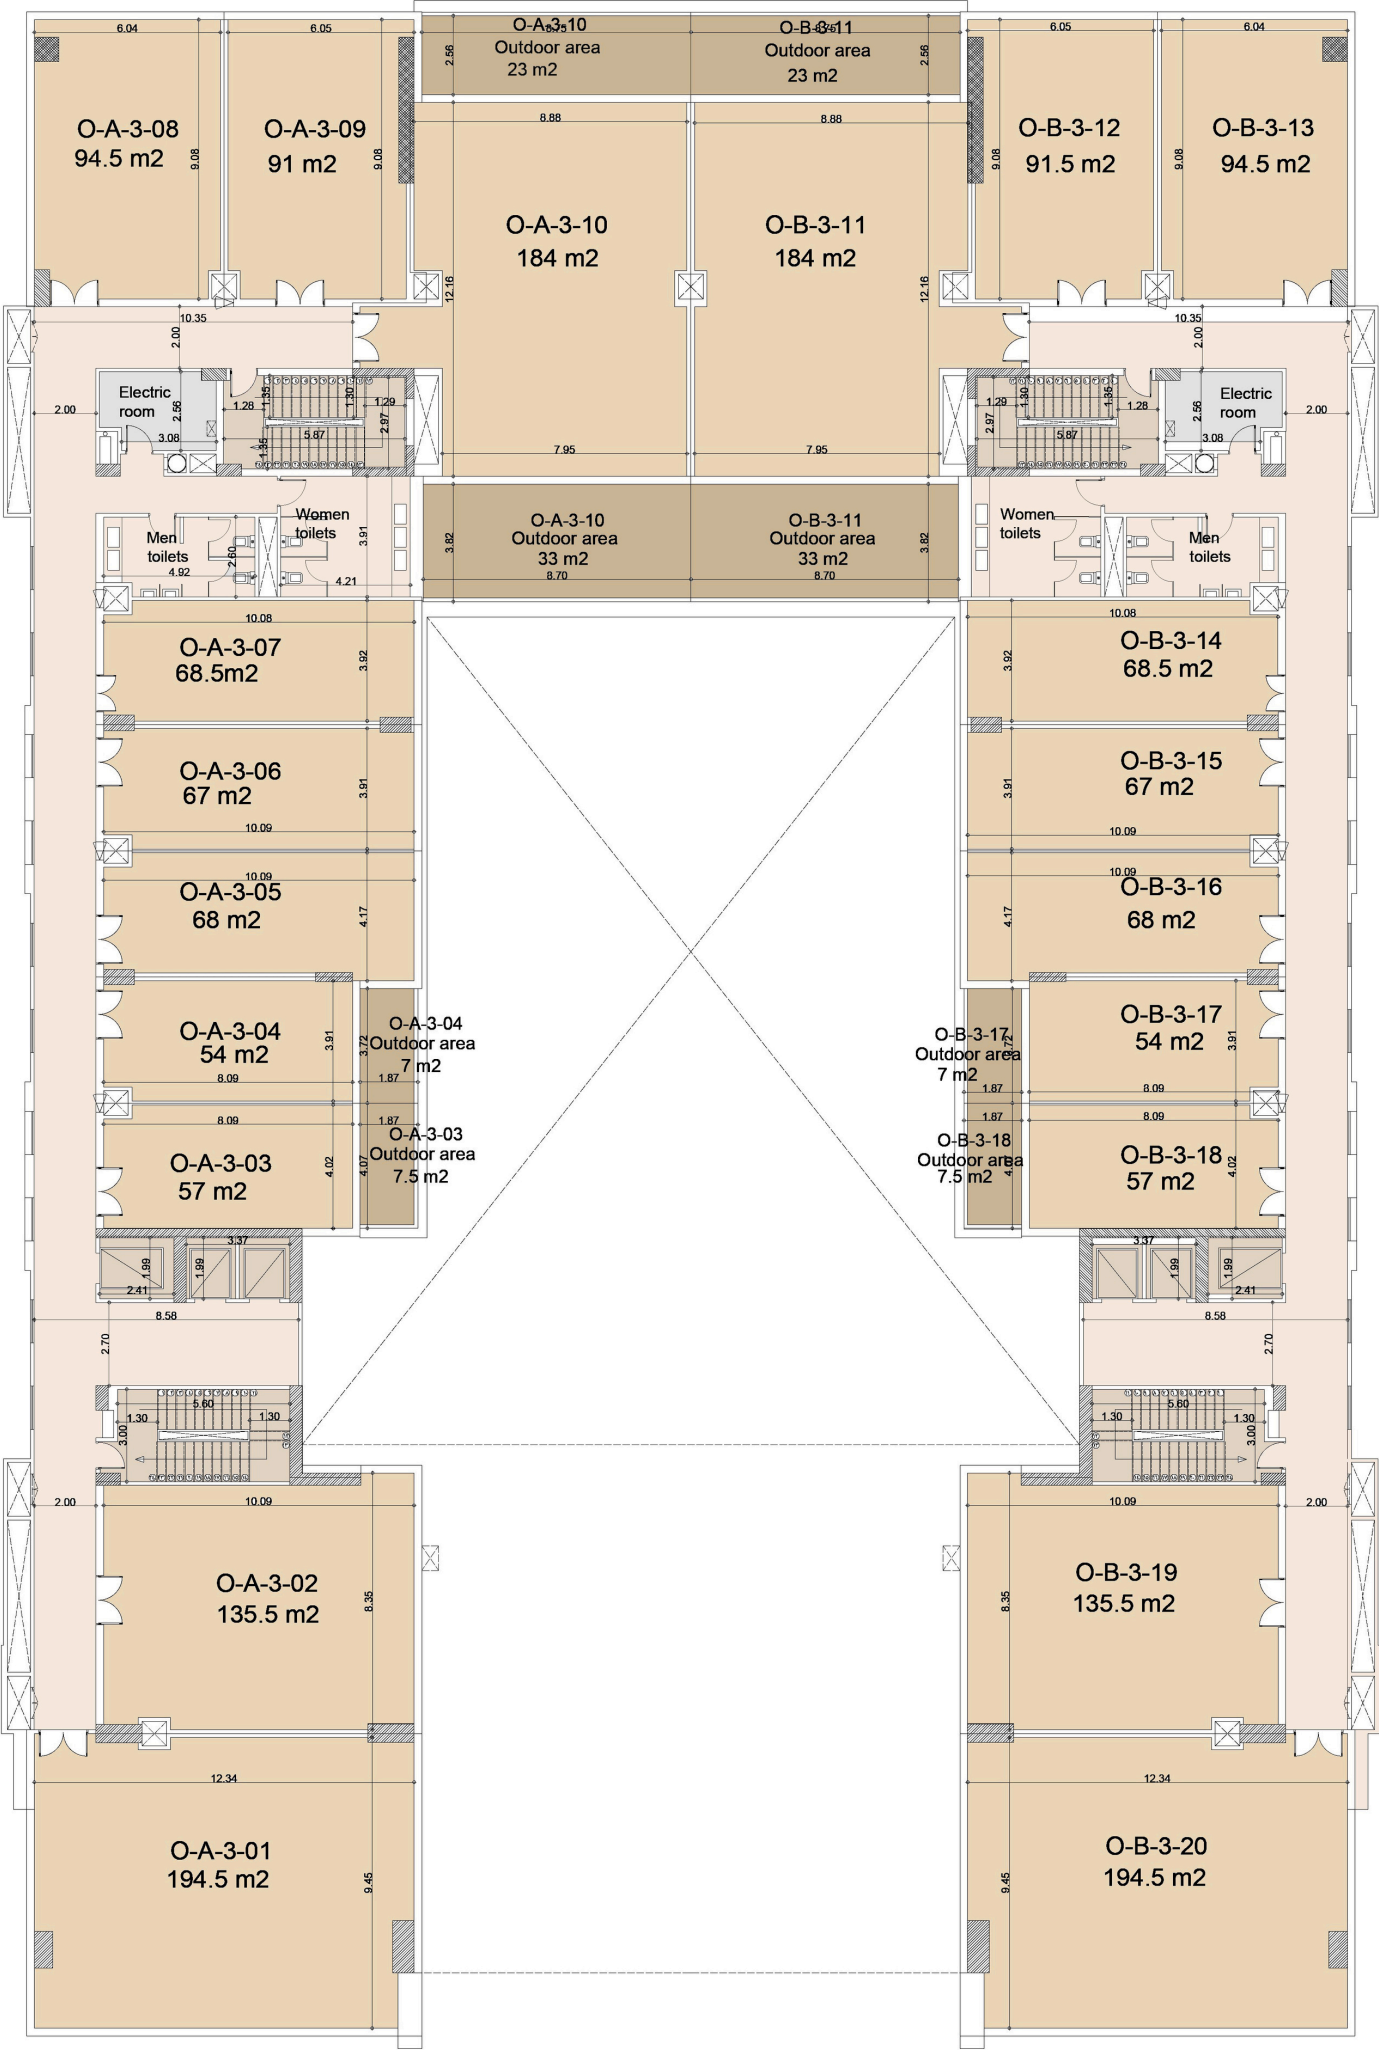 O-A-3-10
Outdoor area
23 m2
O-B-3-11
Outdoor area
23 m2
6.04
6.05
8.75
6.05
6.04
2.56
2.56
O-A-3-08
94.5 m2
O-A-3-09
91 m2
8.88
8.88
O-B-3-12
91.5 m2
O-B-3-13
94.5 m2
9.08
9.08
9.08
9.08
O-A-3-10
184 m2
O-B-3-11
184 m2
12.16
12.16
10.35
2.00
10.35
2.00
Electric
room
2.56
3.08
2.00
1.28
1.35
1.30
1.29
2.97
5.87
1.35
7.95
7.95
1.29
1.30
1.35
1.28
2.97
5.87
Electric
room
2.56
3.08
2.00
Men
toilets
4.92
2.60
Women
toilets
3.91
4.21
3.82
O-A-3-10
Outdoor area
33 m2
8.70
O-B-3-11
Outdoor area
33 m2
8.70
3.82
Women
toilets
Men
toilets
10.08
O-A-3-07
68.5m2
3.92
10.08
O-B-3-14
68.5 m2
3.92
O-A-3-06
67 m2
3.91
10.09
O-B-3-15
67 m2
3.91
10.09
10.09
O-A-3-05
68 m2
4.17
10.09
O-B-3-16
68 m2
4.17
O-A-3-04
54 m2
3.91
8.09
O-A-3-04
Outdoor area
7 m2
3.72
1.87
O-B-3-17
Outdoor area
7 m2
1.87
O-B-3-17
54 m2
3.91
8.09
8.09
O-A-3-03
57 m2
4.02
1.87
O-A-3-03
Outdoor area
7.5 m2
4.07
1.87
O-B-3-18
Outdoor area
7.5 m2
8.09
O-B-3-18
57 m2
4.02
3.37
1.99
1.99
2.41
3.37
1.99
1.99
2.41
8.58
2.70
8.58
2.70
5.60
1.30
1.30
3.00
5.60
1.30
1.30
3.00
2.00
10.09
O-A-3-02
135.5 m2
8.35
10.09
2.00
O-B-3-19
135.5 m2
8.35
12.34
O-A-3-01
194.5 m2
9.45
12.34
O-B-3-20
194.5 m2
9.45